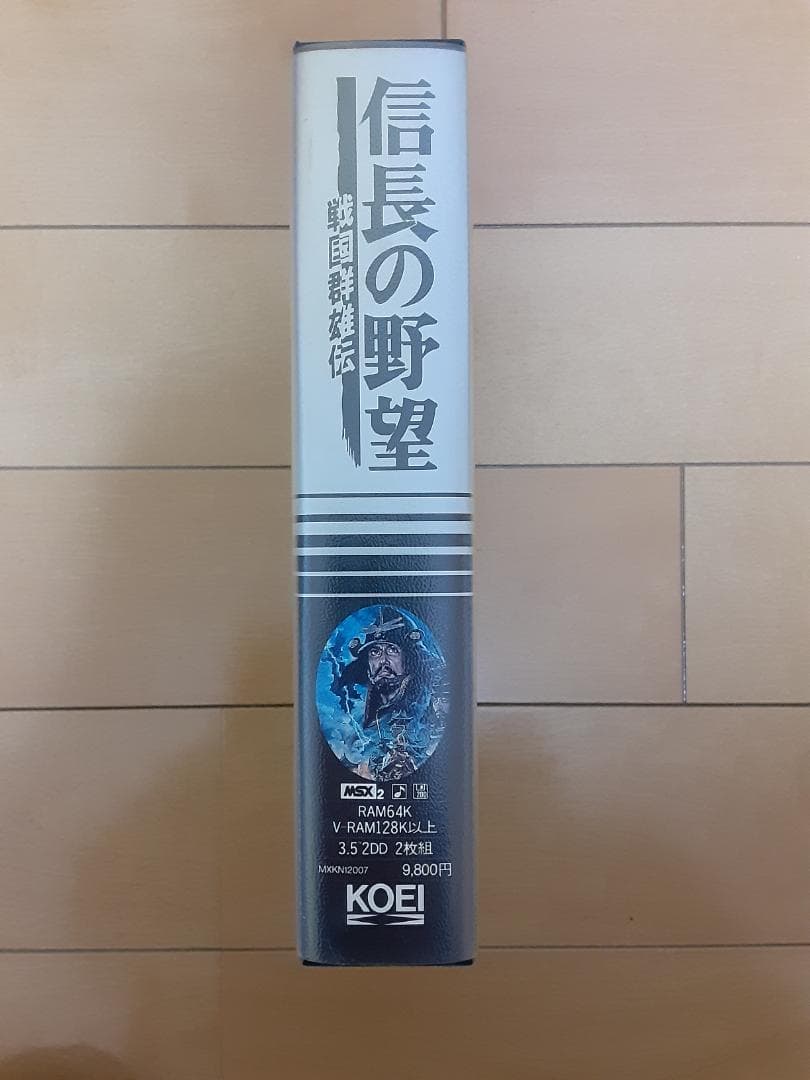 信長の野望
戦国群雄伝
MSX2
RAM64K
V-RAM128K以上
3.5"2DD 2枚組
MXKN12007 9,800円
KOEI